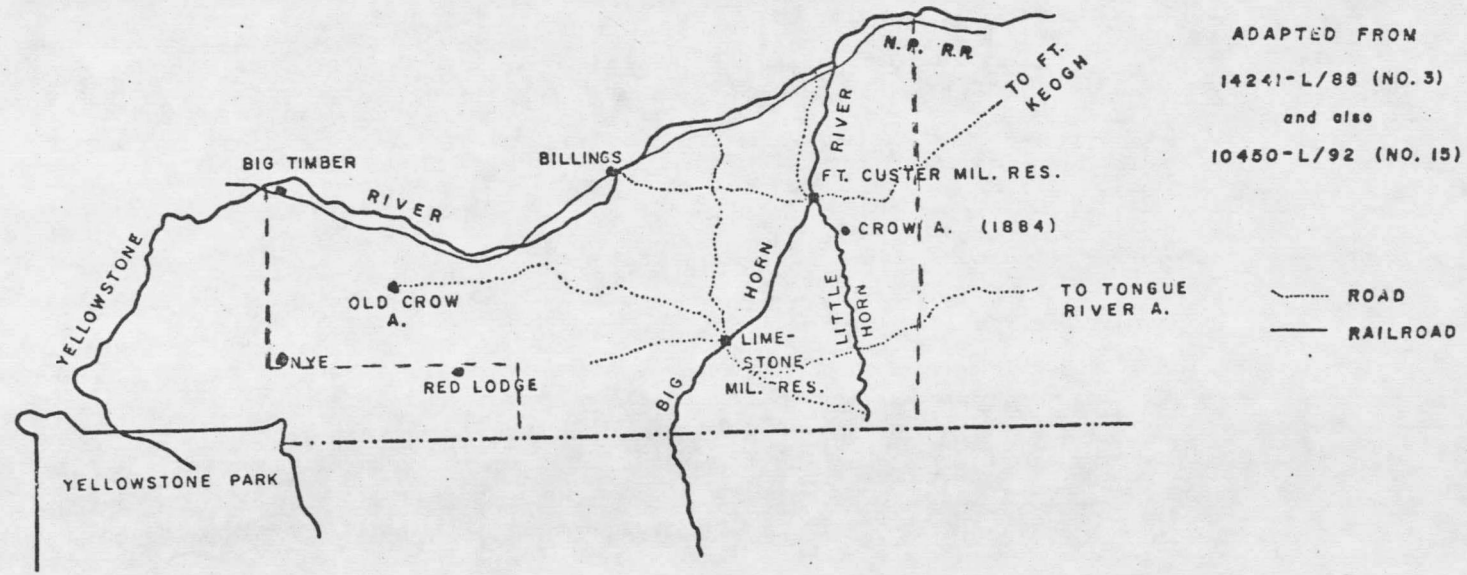 ADAPTED FROM
14241-L/88 (NO. 3)
and also
10450-L/92 (NO. 15)
N. P. R.R.
TO FT.
KEOGH
RIVER
BIG TIMBER
BILLINGS
FT. CUSTER MIL. RES.
RIVER
CROW A. (1884)
YELLOWSTONE
OLD CROW
A.
HORN
LITTLE
HORN
TO TONGUE
RIVER A.
ROAD
RAILROAD
NYE
RED LODGE
LIME-
STONE
MIL. RES.
BIG
YELLOWSTONE PARK